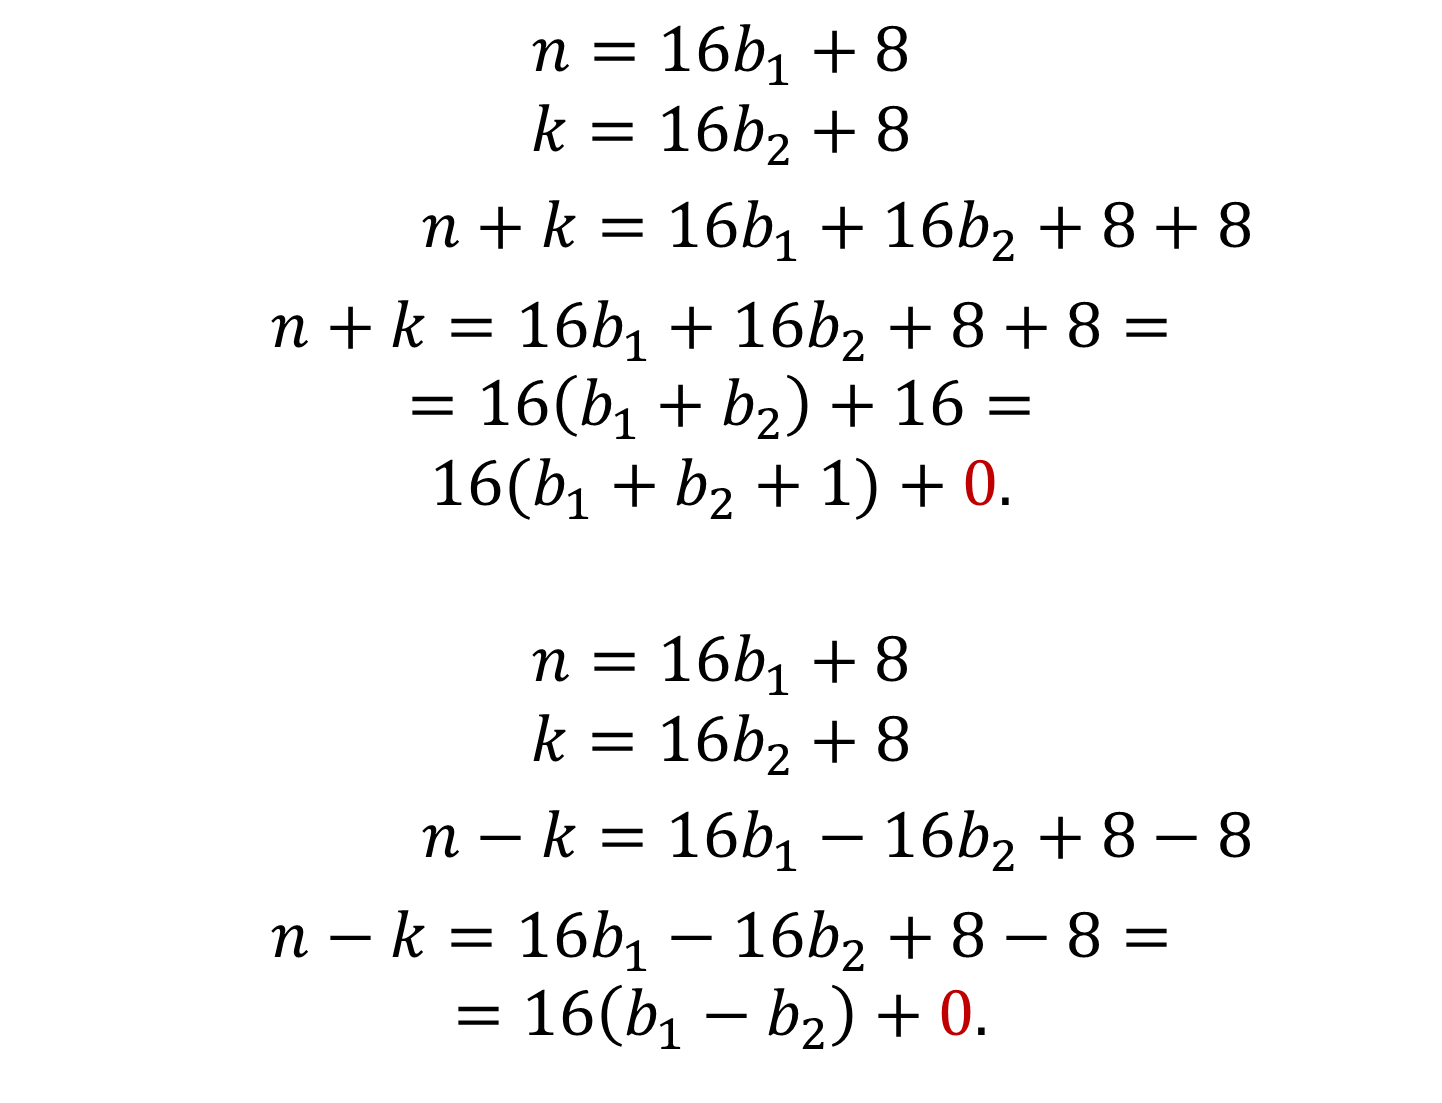 n = 16b₁ + 8
k = 16b₂ + 8
n + k = 16b₁ + 16b₂ + 8 + 8
n + k = 16b₁ + 16b₂ + 8 + 8 =
= 16(b₁ + b₂) + 16 =
16(b₁ + b₂ + 1) + 0.
n = 16b₁ + 8
k = 16b₂ + 8
n − k = 16b₁ − 16b₂ + 8 − 8
n − k = 16b₁ − 16b₂ + 8 − 8 =
= 16(b₁ − b₂) + 0.